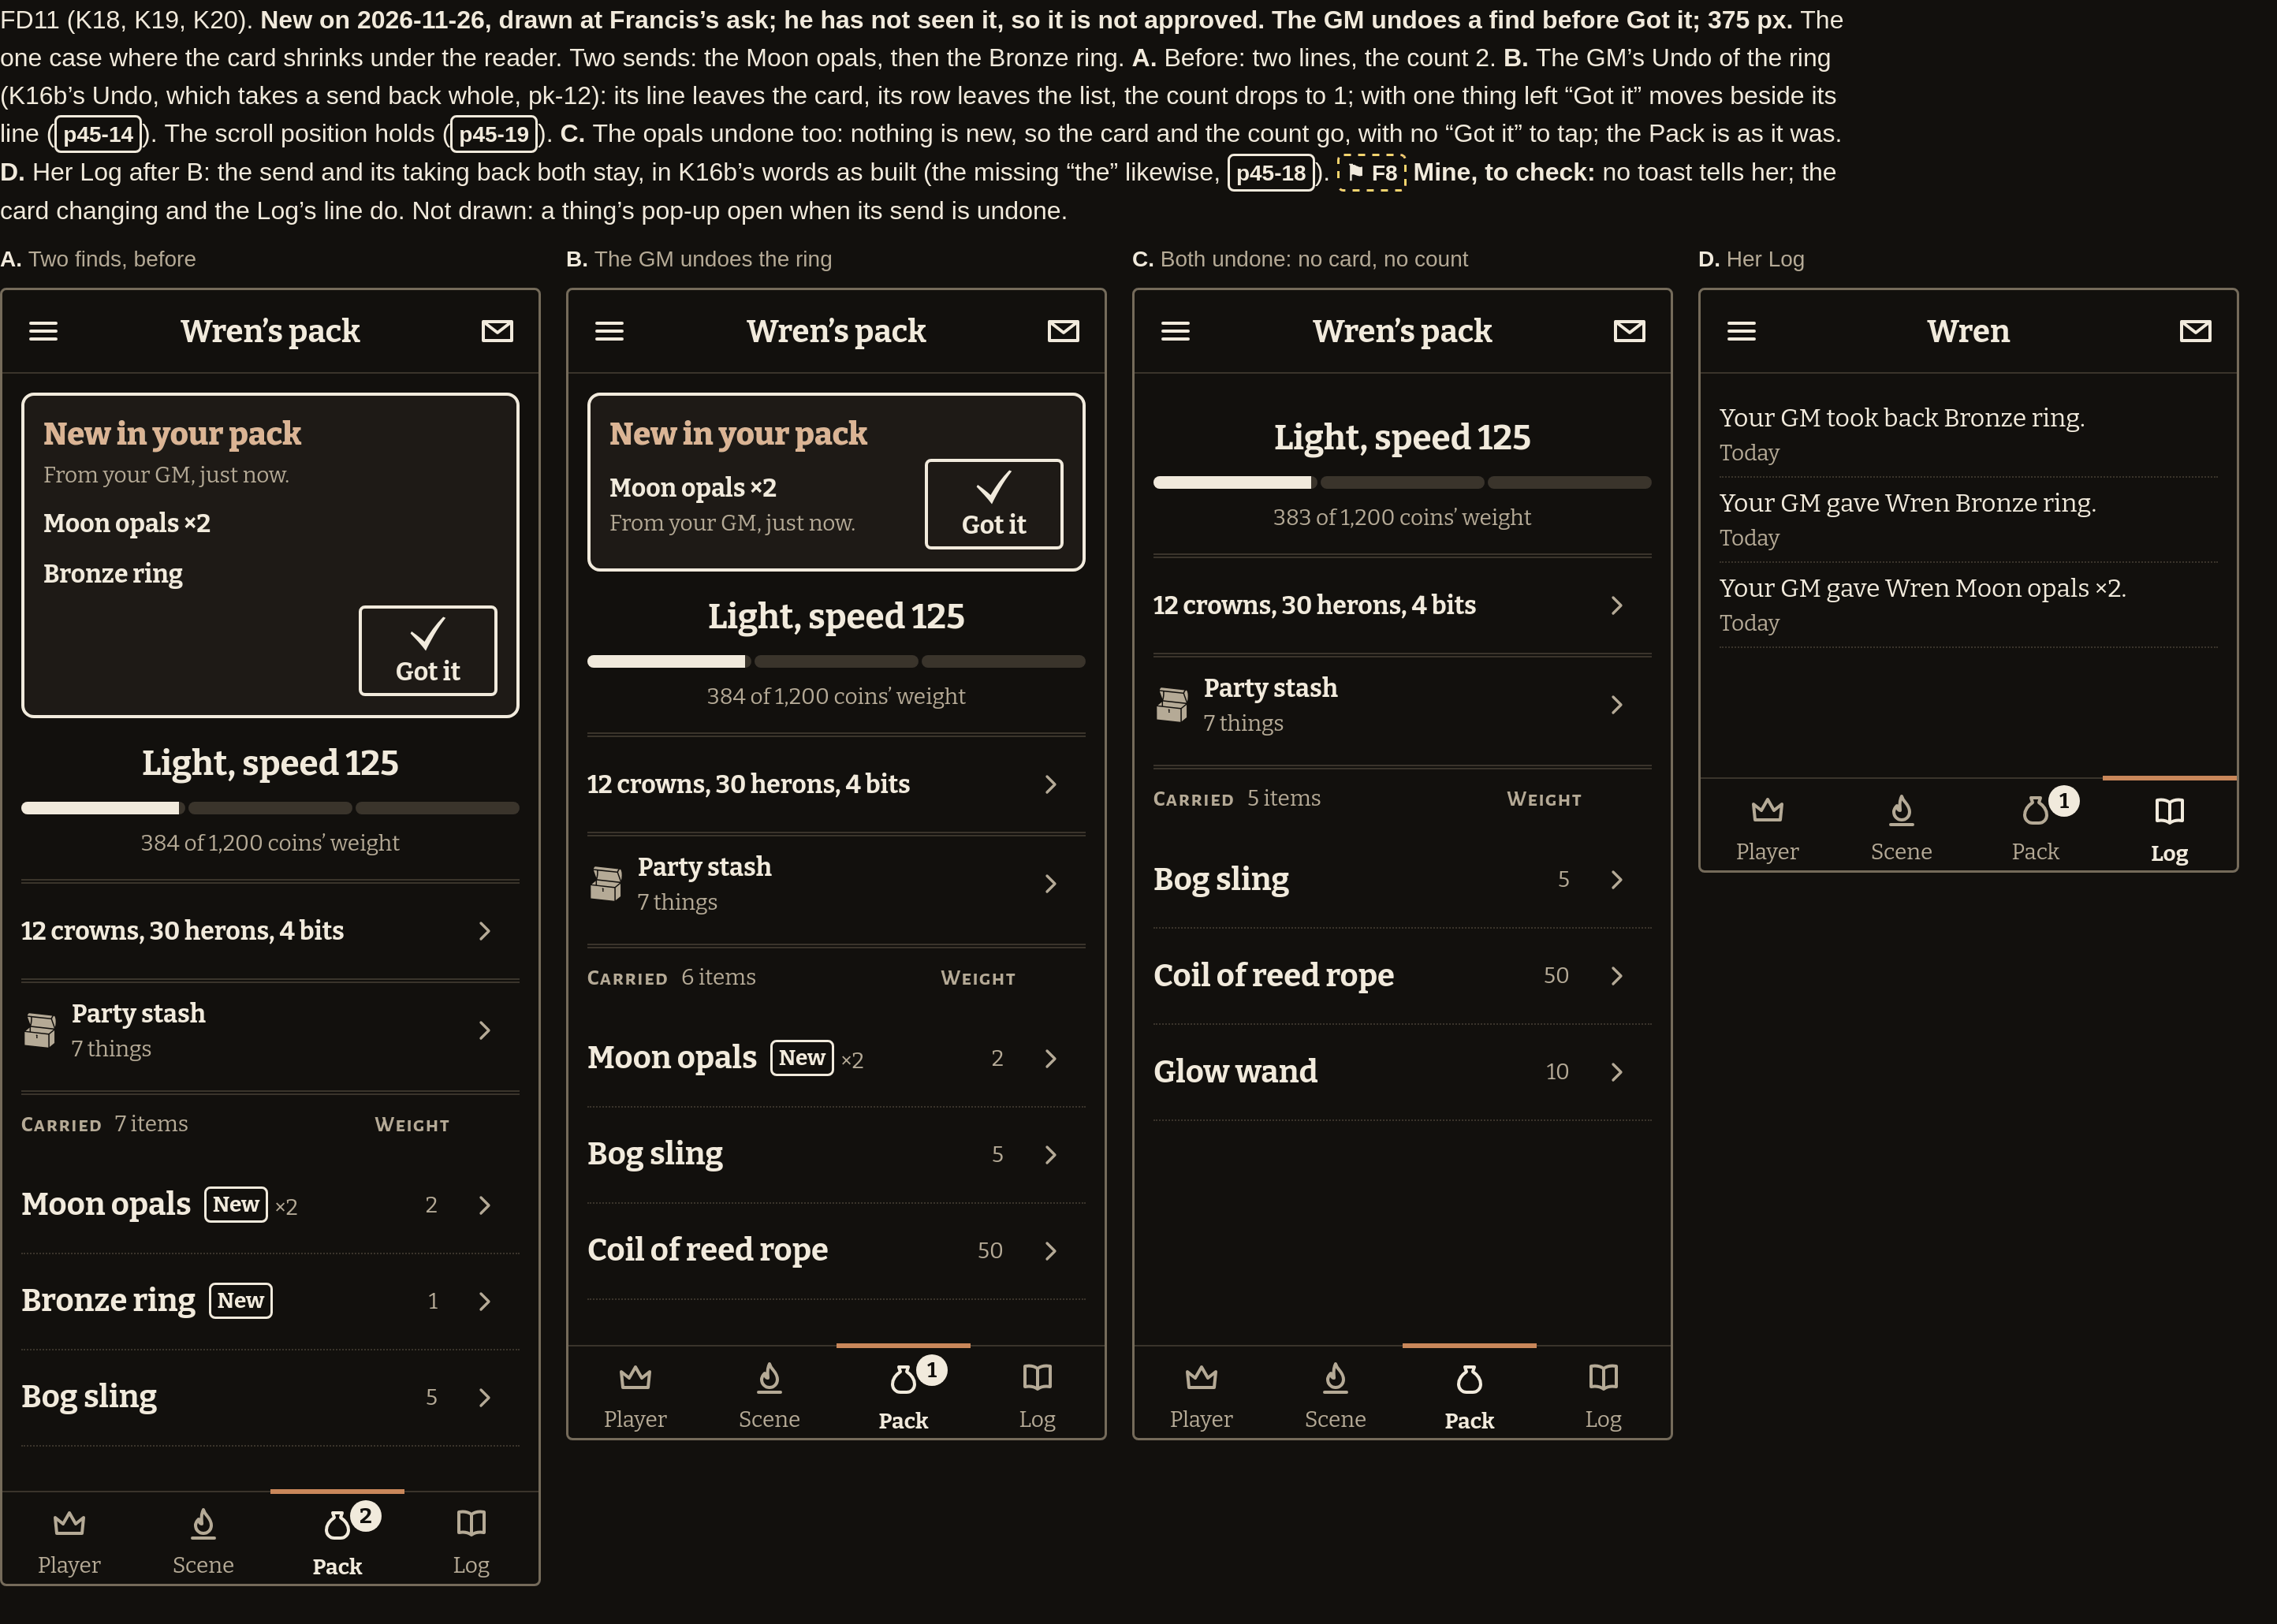 FD11 (K18, K19, K20). New on 2026-11-26, drawn at Francis’s ask; he has not seen it, so it is not approved. The GM undoes a find before Got it; 375 px. The
one case where the card shrinks under the reader. Two sends: the Moon opals, then the Bronze ring. A. Before: two lines, the count 2. B. The GM’s Undo of the ring
(K16b’s Undo, which takes a send back whole, pk-12): its line leaves the card, its row leaves the list, the count drops to 1; with one thing left “Got it” moves beside its
line (p45-14). The scroll position holds (p45-19). C. The opals undone too: nothing is new, so the card and the count go, with no “Got it” to tap; the Pack is as it was.
D. Her Log after B: the send and its taking back both stay, in K16b’s words as built (the missing “the” likewise, p45-18). ⚑ F8 Mine, to check: no toast tells her; the
card changing and the Log’s line do. Not drawn: a thing’s pop-up open when its send is undone.
A. Two finds, before
Wren’s pack
New in your pack
From your GM, just now.
Moon opals ×2
Bronze ring
Got it
Light, speed 125
384 of 1,200 coins’ weight
12 crowns, 30 herons, 4 bits
Party stash
7 things
Carried 7 items Weight
Moon opals New ×2 2
Bronze ring New 1
Bog sling 5
2
Player Scene Pack Log
B. The GM undoes the ring
Wren’s pack
New in your pack
Moon opals ×2
From your GM, just now.
Got it
Light, speed 125
384 of 1,200 coins’ weight
12 crowns, 30 herons, 4 bits
Party stash
7 things
Carried 6 items Weight
Moon opals New ×2 2
Bog sling 5
Coil of reed rope 50
1
Player Scene Pack Log
C. Both undone: no card, no count
Wren’s pack
Light, speed 125
383 of 1,200 coins’ weight
12 crowns, 30 herons, 4 bits
Party stash
7 things
Carried 5 items Weight
Bog sling 5
Coil of reed rope 50
Glow wand 10
Player Scene Pack Log
D. Her Log
Wren
Your GM took back Bronze ring.
Today
Your GM gave Wren Bronze ring.
Today
Your GM gave Wren Moon opals ×2.
Today
1
Player Scene Pack Log